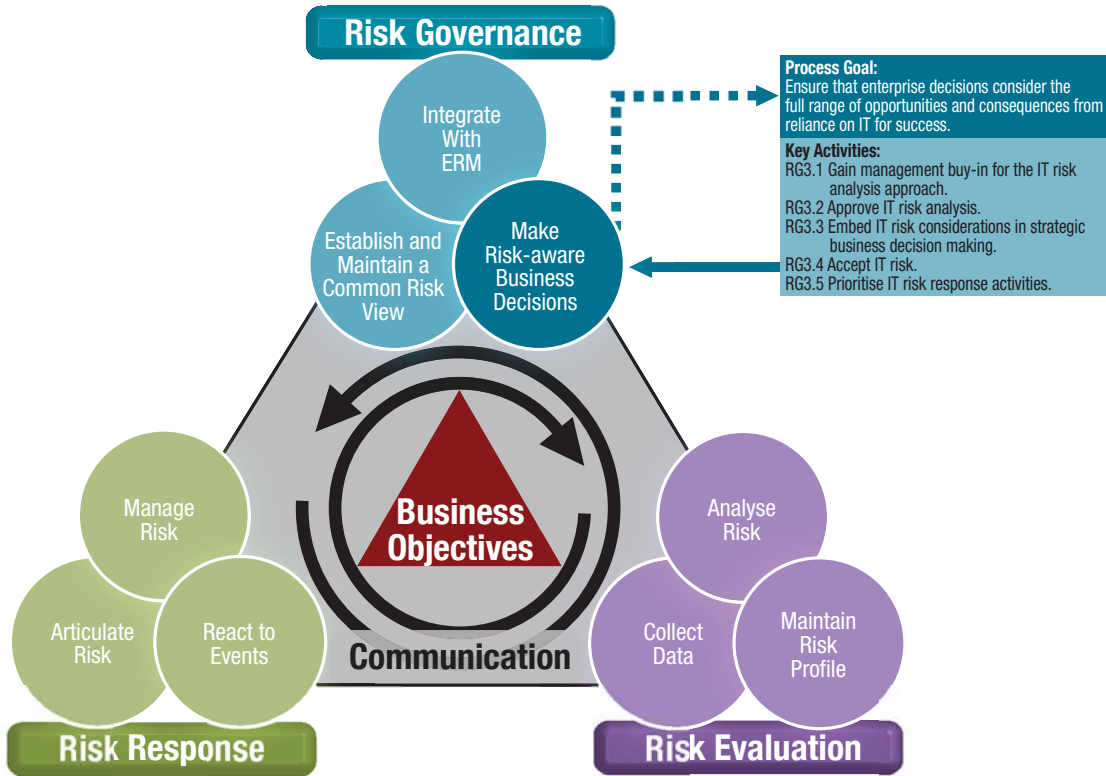 Risk Governance
Integrate
With
ERM
Establish and
Maintain a
Common Risk
View
Make
Risk-aware
Business
Decisions
Process Goal:
Ensure that enterprise decisions consider the
full range of opportunities and consequences from
reliance on IT for success.
Key Activities:
RG3.1 Gain management buy-in for the IT risk
analysis approach.
RG3.2 Approve IT risk analysis.
RG3.3 Embed IT risk considerations in strategic
business decision making.
RG3.4 Accept IT risk.
RG3.5 Prioritise IT risk response activities.
Business
Objectives
Communication
Manage
Risk
Articulate
Risk
React to
Events
Risk Response
Analyse
Risk
Collect
Data
Maintain
Risk
Profile
Risk Evaluation